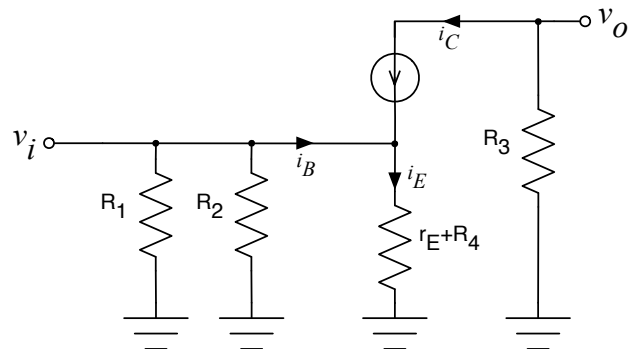 v_o
i_C
v_i
R_3
i_B
i_E
R_1
R_2
r_E+R_4